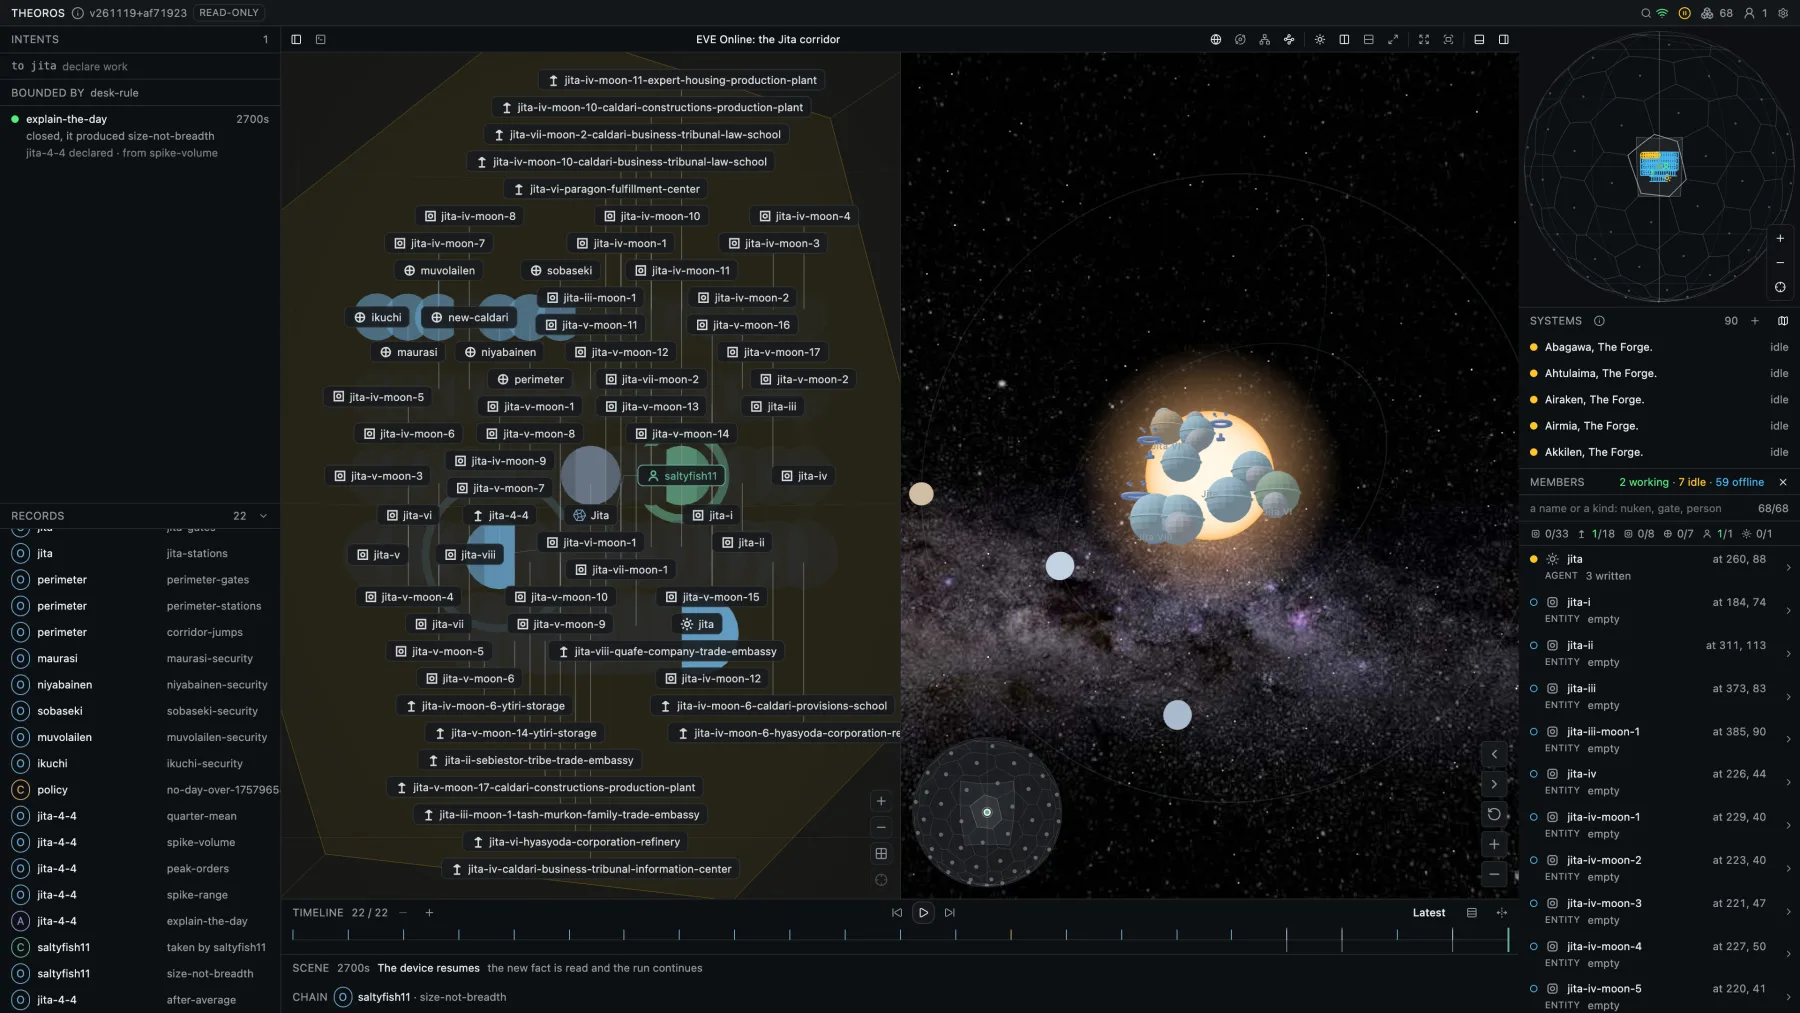 THEOROS v261119+af71923 READ-ONLY
68 1
INTENTS 1
to jita declare work
BOUNDED BY desk-rule
explain-the-day 2700s
closed, it produced size-not-breadth
jita-4-4 declared · from spike-volume
RECORDS 22
jita jita-stations
perimeter perimeter-gates
perimeter perimeter-stations
perimeter corridor-jumps
maurasi maurasi-security
niyabainen niyabainen-security
sobaseki sobaseki-security
muvolailen muvolailen-security
ikuchi ikuchi-security
policy no-day-over-1757965
jita-4-4 quarter-mean
jita-4-4 spike-volume
jita-4-4 peak-orders
jita-4-4 spike-range
jita-4-4 explain-the-day
saltyfish11 taken by saltyfish11
saltyfish11 size-not-breadth
jita-4-4 after-average
EVE Online: the Jita corridor
jita-iv-moon-11-expert-housing-production-plant
jita-iv-moon-10-caldari-constructions-production-plant
jita-vii-moon-2-caldari-business-tribunal-law-school
jita-iv-moon-10-caldari-business-tribunal-law-school
jita-vi-paragon-fulfillment-center
jita-iv-moon-8 jita-iv-moon-10 jita-iv-moon-4
jita-iv-moon-7 jita-iv-moon-1 jita-iv-moon-3
muvolailen sobaseki jita-iv-moon-11
jita-iii-moon-1 jita-iv-moon-2
ikuchi new-caldari jita-v-moon-11 jita-v-moon-16
maurasi niyabainen jita-v-moon-12 jita-v-moon-17
perimeter jita-vii-moon-2 jita-v-moon-2
jita-iv-moon-5 jita-v-moon-1 jita-v-moon-13 jita-iii
jita-iv-moon-6 jita-v-moon-8 jita-v-moon-14
jita-iv-moon-9
jita-v-moon-3 saltyfish11 jita-iv
jita-v-moon-7
jita-vi jita-4-4 Jita jita-i
jita-vi-moon-1 jita-ii
jita-v jita-viii
jita-vii-moon-1
jita-v-moon-4 jita-v-moon-10 jita-v-moon-15
jita-vii jita-v-moon-9 jita
jita-v-moon-5 jita-viii-quafe-company-trade-embassy
jita-v-moon-6 jita-iv-moon-12
jita-iv-moon-6-ytiri-storage jita-iv-moon-6-caldari-provisions-school
jita-v-moon-14-ytiri-storage jita-iv-moon-6-hyasyoda-corporation-re
jita-ii-sebiestor-tribe-trade-embassy
jita-v-moon-17-caldari-constructions-production-plant
jita-iii-moon-1-tash-murkon-family-trade-embassy
jita-vi-hyasyoda-corporation-refinery
jita-iv-caldari-business-tribunal-information-center
TIMELINE 22 / 22 Latest
SCENE 2700s The device resumes the new fact is read and the run continues
CHAIN O saltyfish11 · size-not-breadth
SYSTEMS 90
Abagawa, The Forge. idle
Ahtulaima, The Forge. idle
Airaken, The Forge. idle
Airmia, The Forge. idle
Akkilen, The Forge. idle
MEMBERS 2 working · 7 idle · 59 offline
a name or a kind: nuken, gate, person 68/68
0/33 1/18 0/8 0/7 1/1 0/1
jita at 260, 88
AGENT 3 written
jita-i at 184, 74
ENTITY empty
jita-ii at 311, 113
ENTITY empty
jita-iii at 373, 83
ENTITY empty
jita-iii-moon-1 at 385, 90
ENTITY empty
jita-iv at 226, 44
ENTITY empty
jita-iv-moon-1 at 229, 40
ENTITY empty
jita-iv-moon-2 at 223, 40
ENTITY empty
jita-iv-moon-3 at 221, 47
ENTITY empty
jita-iv-moon-4 at 227, 50
ENTITY empty
jita-iv-moon-5 at 220, 41
ENTITY empty